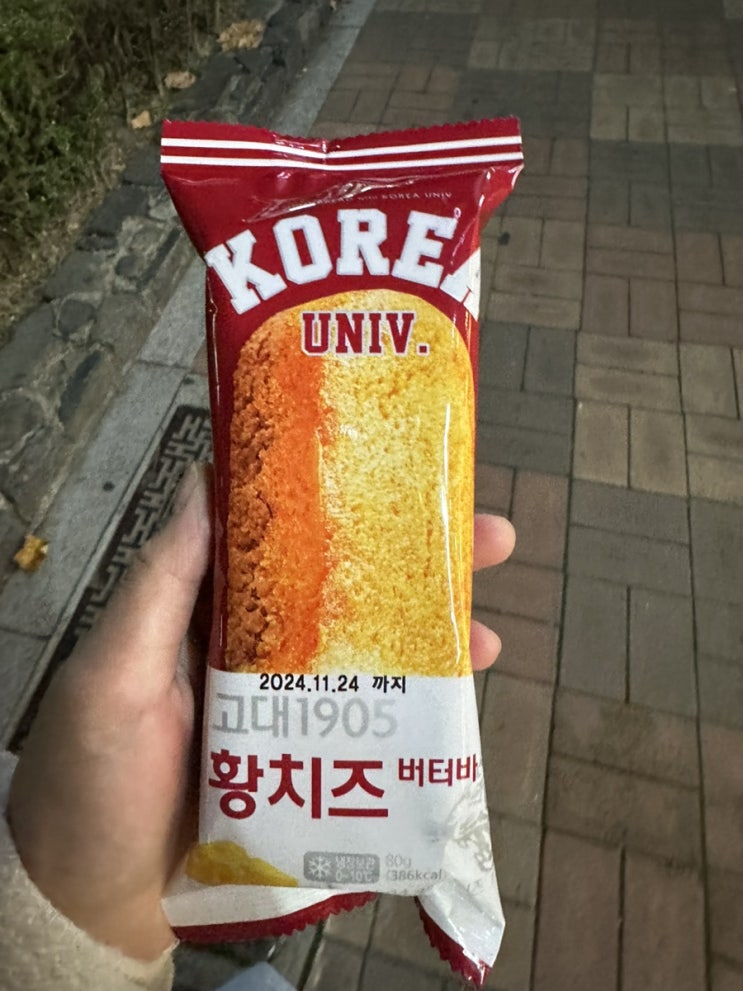 KOREA UNIV
KOREA
UNIV.
2024.11.24 까지
고대1905
황치즈 버터바
냉장보관
0~10℃
80g
(386kcal)